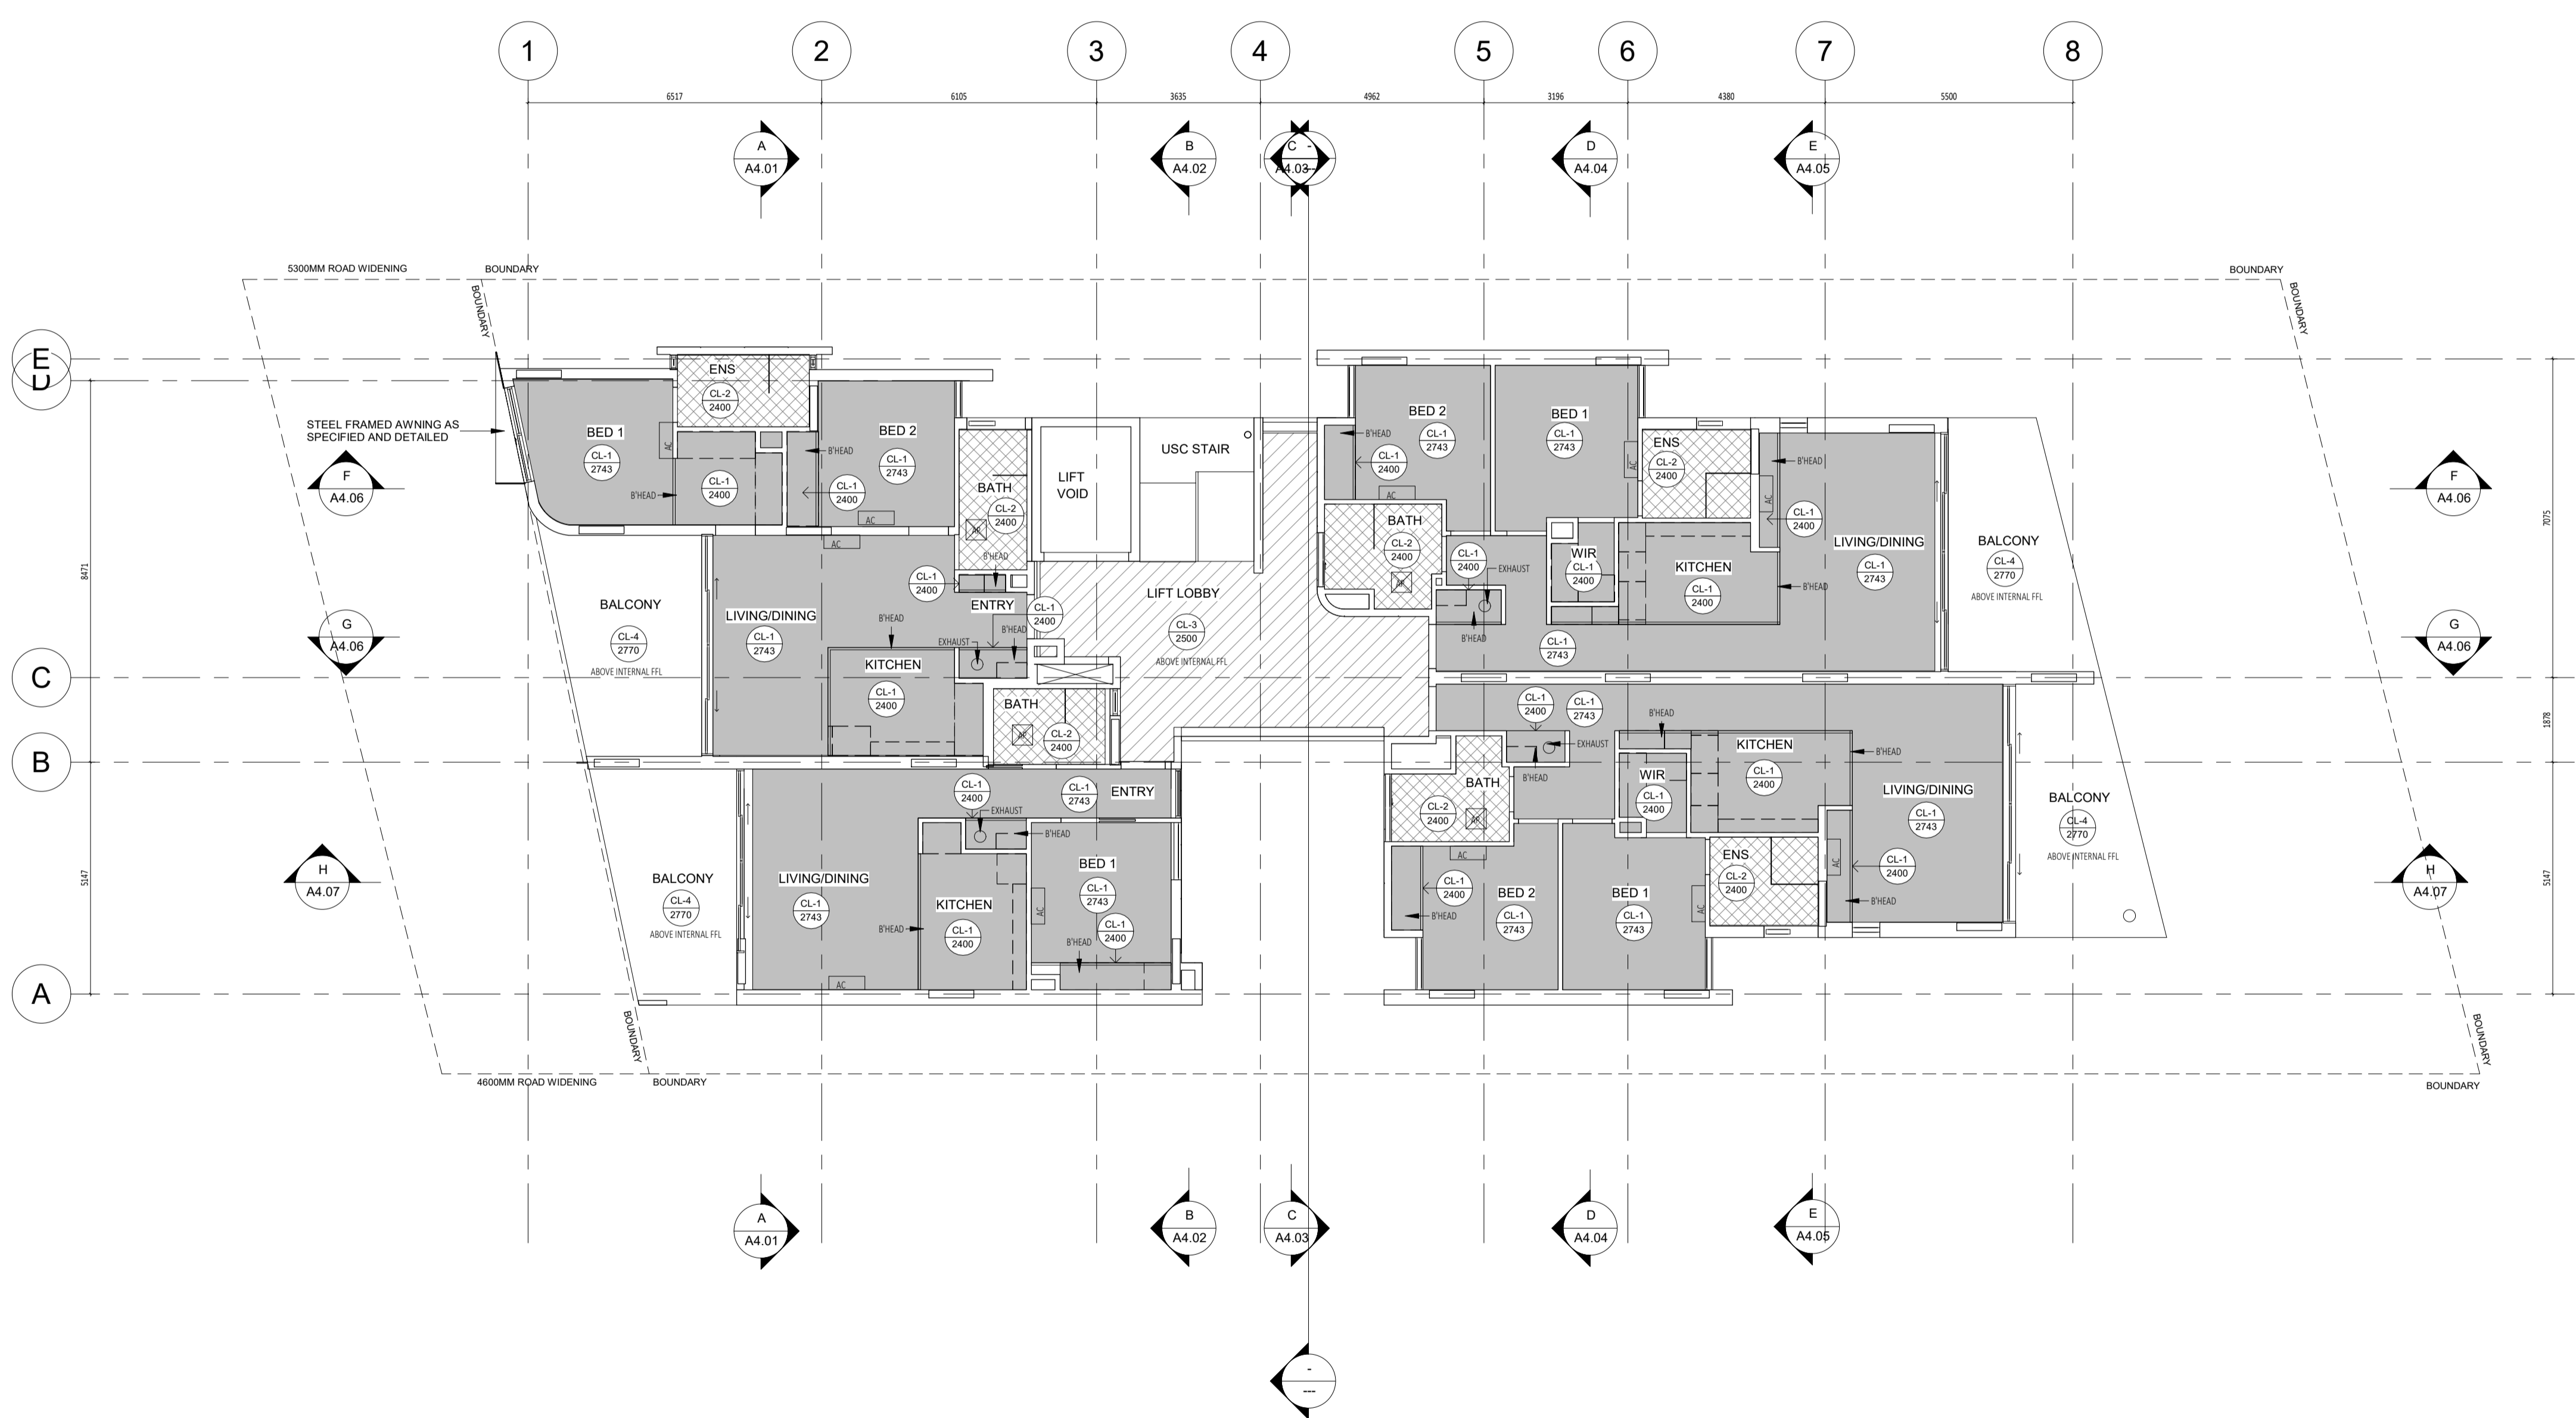 1
2
3
4
5
6
7
8
6517
6105
3635
4962
3196
4380
5500
A
A4.01
B
A4.02
C
-
A4.03
---
D
A4.04
E
A4.05
5300MM ROAD WIDENING
BOUNDARY
BOUNDARY
BOUNDARY
BOUNDARY
E
D
C
B
A
8471
5147
7075
1878
5147
STEEL FRAMED AWNING AS
SPECIFIED AND DETAILED
F
A4.06
G
A4.06
H
A4.07
F
A4.06
G
A4.06
H
A4.07
ENS
CL-2
2400
BED 1
CL-1
2743
AC
CL-1
2400
B'HEAD
BED 2
CL-1
2743
B'HEAD
CL-1
2400
AC
AC
BATH
CL-2
2400
AP
B'HEAD
CL-1
2400
ENTRY
CL-1
2400
B'HEAD
B'HEAD
EXHAUST
BALCONY
CL-4
2770
ABOVE INTERNAL FFL
LIVING/DINING
CL-1
2743
KITCHEN
CL-1
2400
BATH
AP
CL-2
2400
LIFT
VOID
USC STAIR
LIFT LOBBY
CL-3
2500
ABOVE INTERNAL FFL
BED 2
CL-1
2743
B'HEAD
CL-1
2400
AC
BED 1
CL-1
2743
AC
ENS
CL-2
2400
B'HEAD
AC
CL-1
2400
LIVING/DINING
CL-1
2743
BALCONY
CL-4
2770
ABOVE INTERNAL FFL
BATH
CL-2
2400
AP
CL-1
2400
EXHAUST
B'HEAD
WIR
CL-1
2400
KITCHEN
CL-1
2400
B'HEAD
CL-1
2743
CL-1
2400
CL-1
2743
B'HEAD
EXHAUST
B'HEAD
KITCHEN
CL-1
2400
B'HEAD
WIR
CL-1
2400
BATH
CL-2
2400
AP
LIVING/DINING
CL-1
2743
BALCONY
CL-4
2770
ABOVE INTERNAL FFL
AC
CL-1
2400
B'HEAD
BED 2
CL-1
2743
BED 1
CL-1
2743
AC
ENS
CL-2
2400
AC
CL-1
2400
B'HEAD
CL-1
2400
CL-1
2743
ENTRY
EXHAUST
B'HEAD
BALCONY
CL-4
2770
ABOVE INTERNAL FFL
LIVING/DINING
CL-1
2743
B'HEAD
KITCHEN
CL-1
2400
AC
BED 1
CL-1
2743
AC
CL-1
2400
B'HEAD
BOUNDARY
4600MM ROAD WIDENING
BOUNDARY
BOUNDARY
BOUNDARY
A
A4.01
B
A4.02
C
A4.03
D
A4.04
E
A4.05
-
---